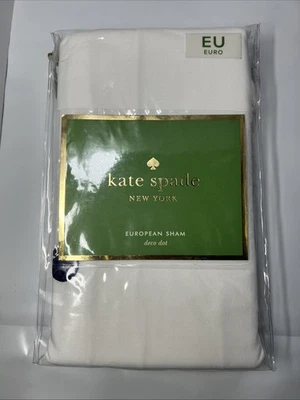 EU
EURO
kate spade
NEW YORK
EUROPEAN SHAM
deco dot